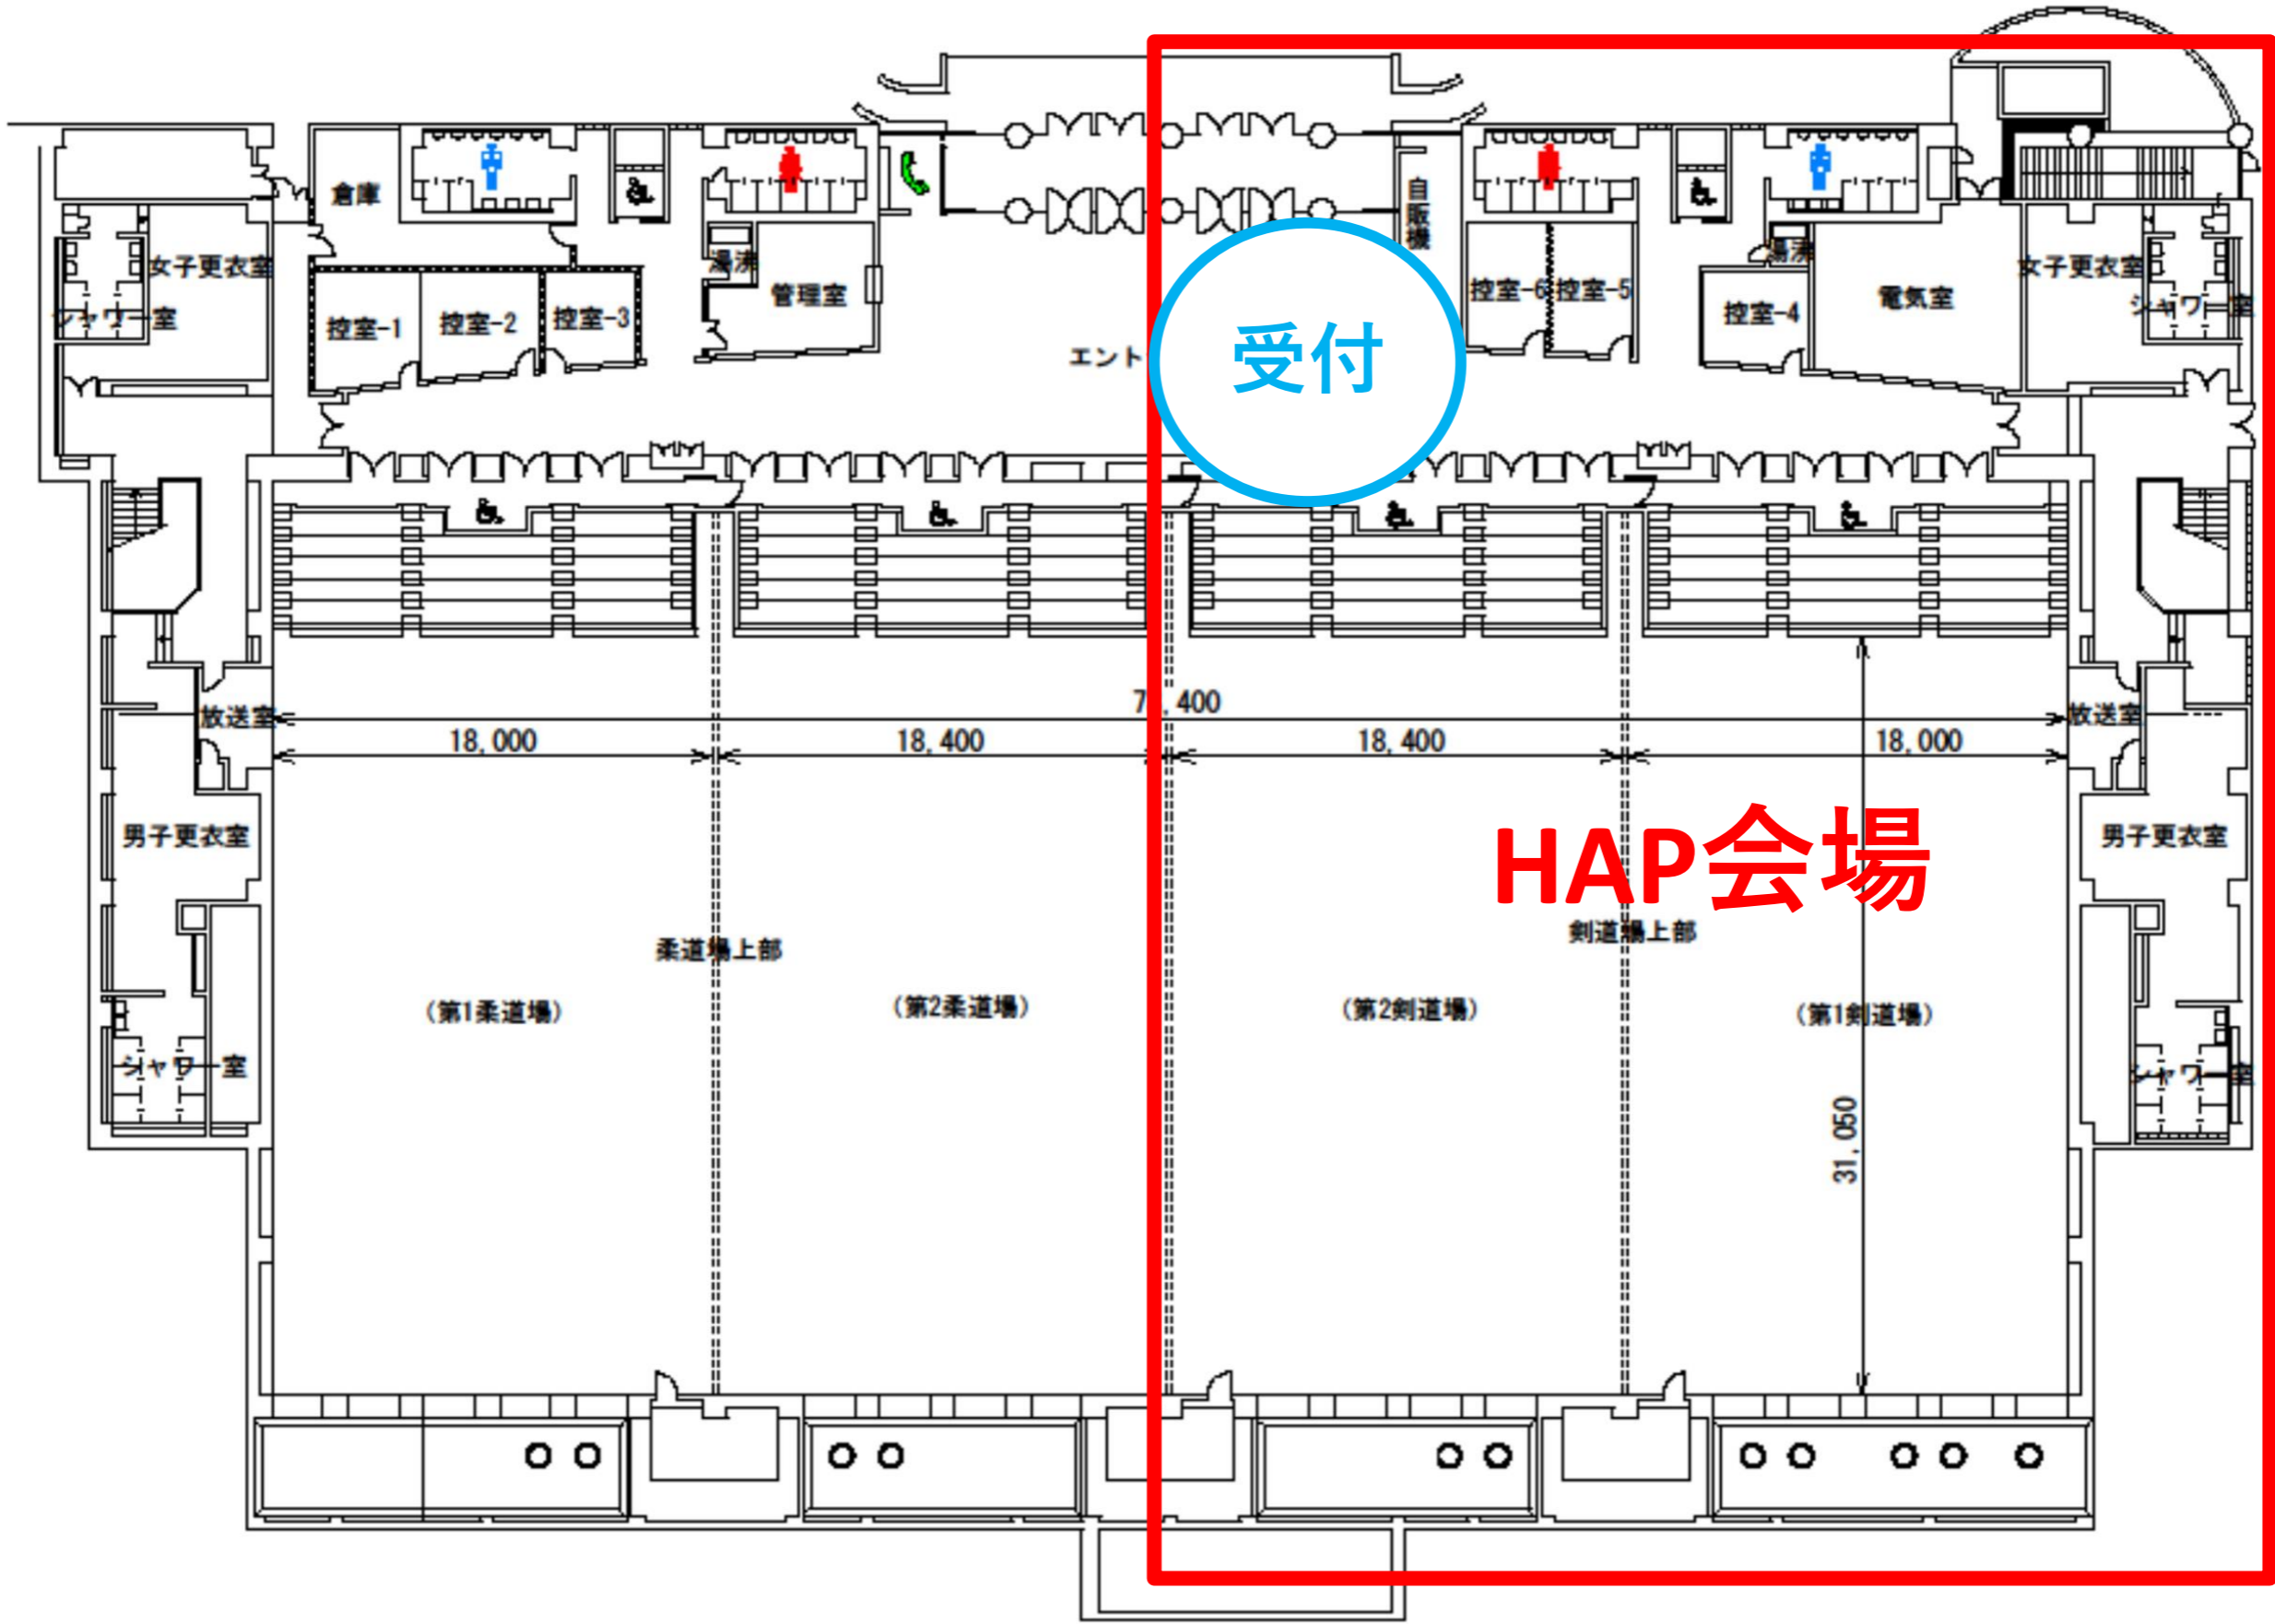 倉庫
自販機
女子更衣室
シャワー室
湯沸
管理室
控室-1
控室-2
控室-3
エント
受付
控室-6
控室-5
控室-4
湯沸
電気室
女子更衣室
シャワー室
放送室
7 ,400
放送室
18,000
18,400
18,400
18,000
男子更衣室
HAP会場
男子更衣室
柔道場上部
剣道場上部
(第1柔道場)
(第2柔道場)
(第2剣道場)
(第1剣道場)
シャワー室
シャワー室
31,050